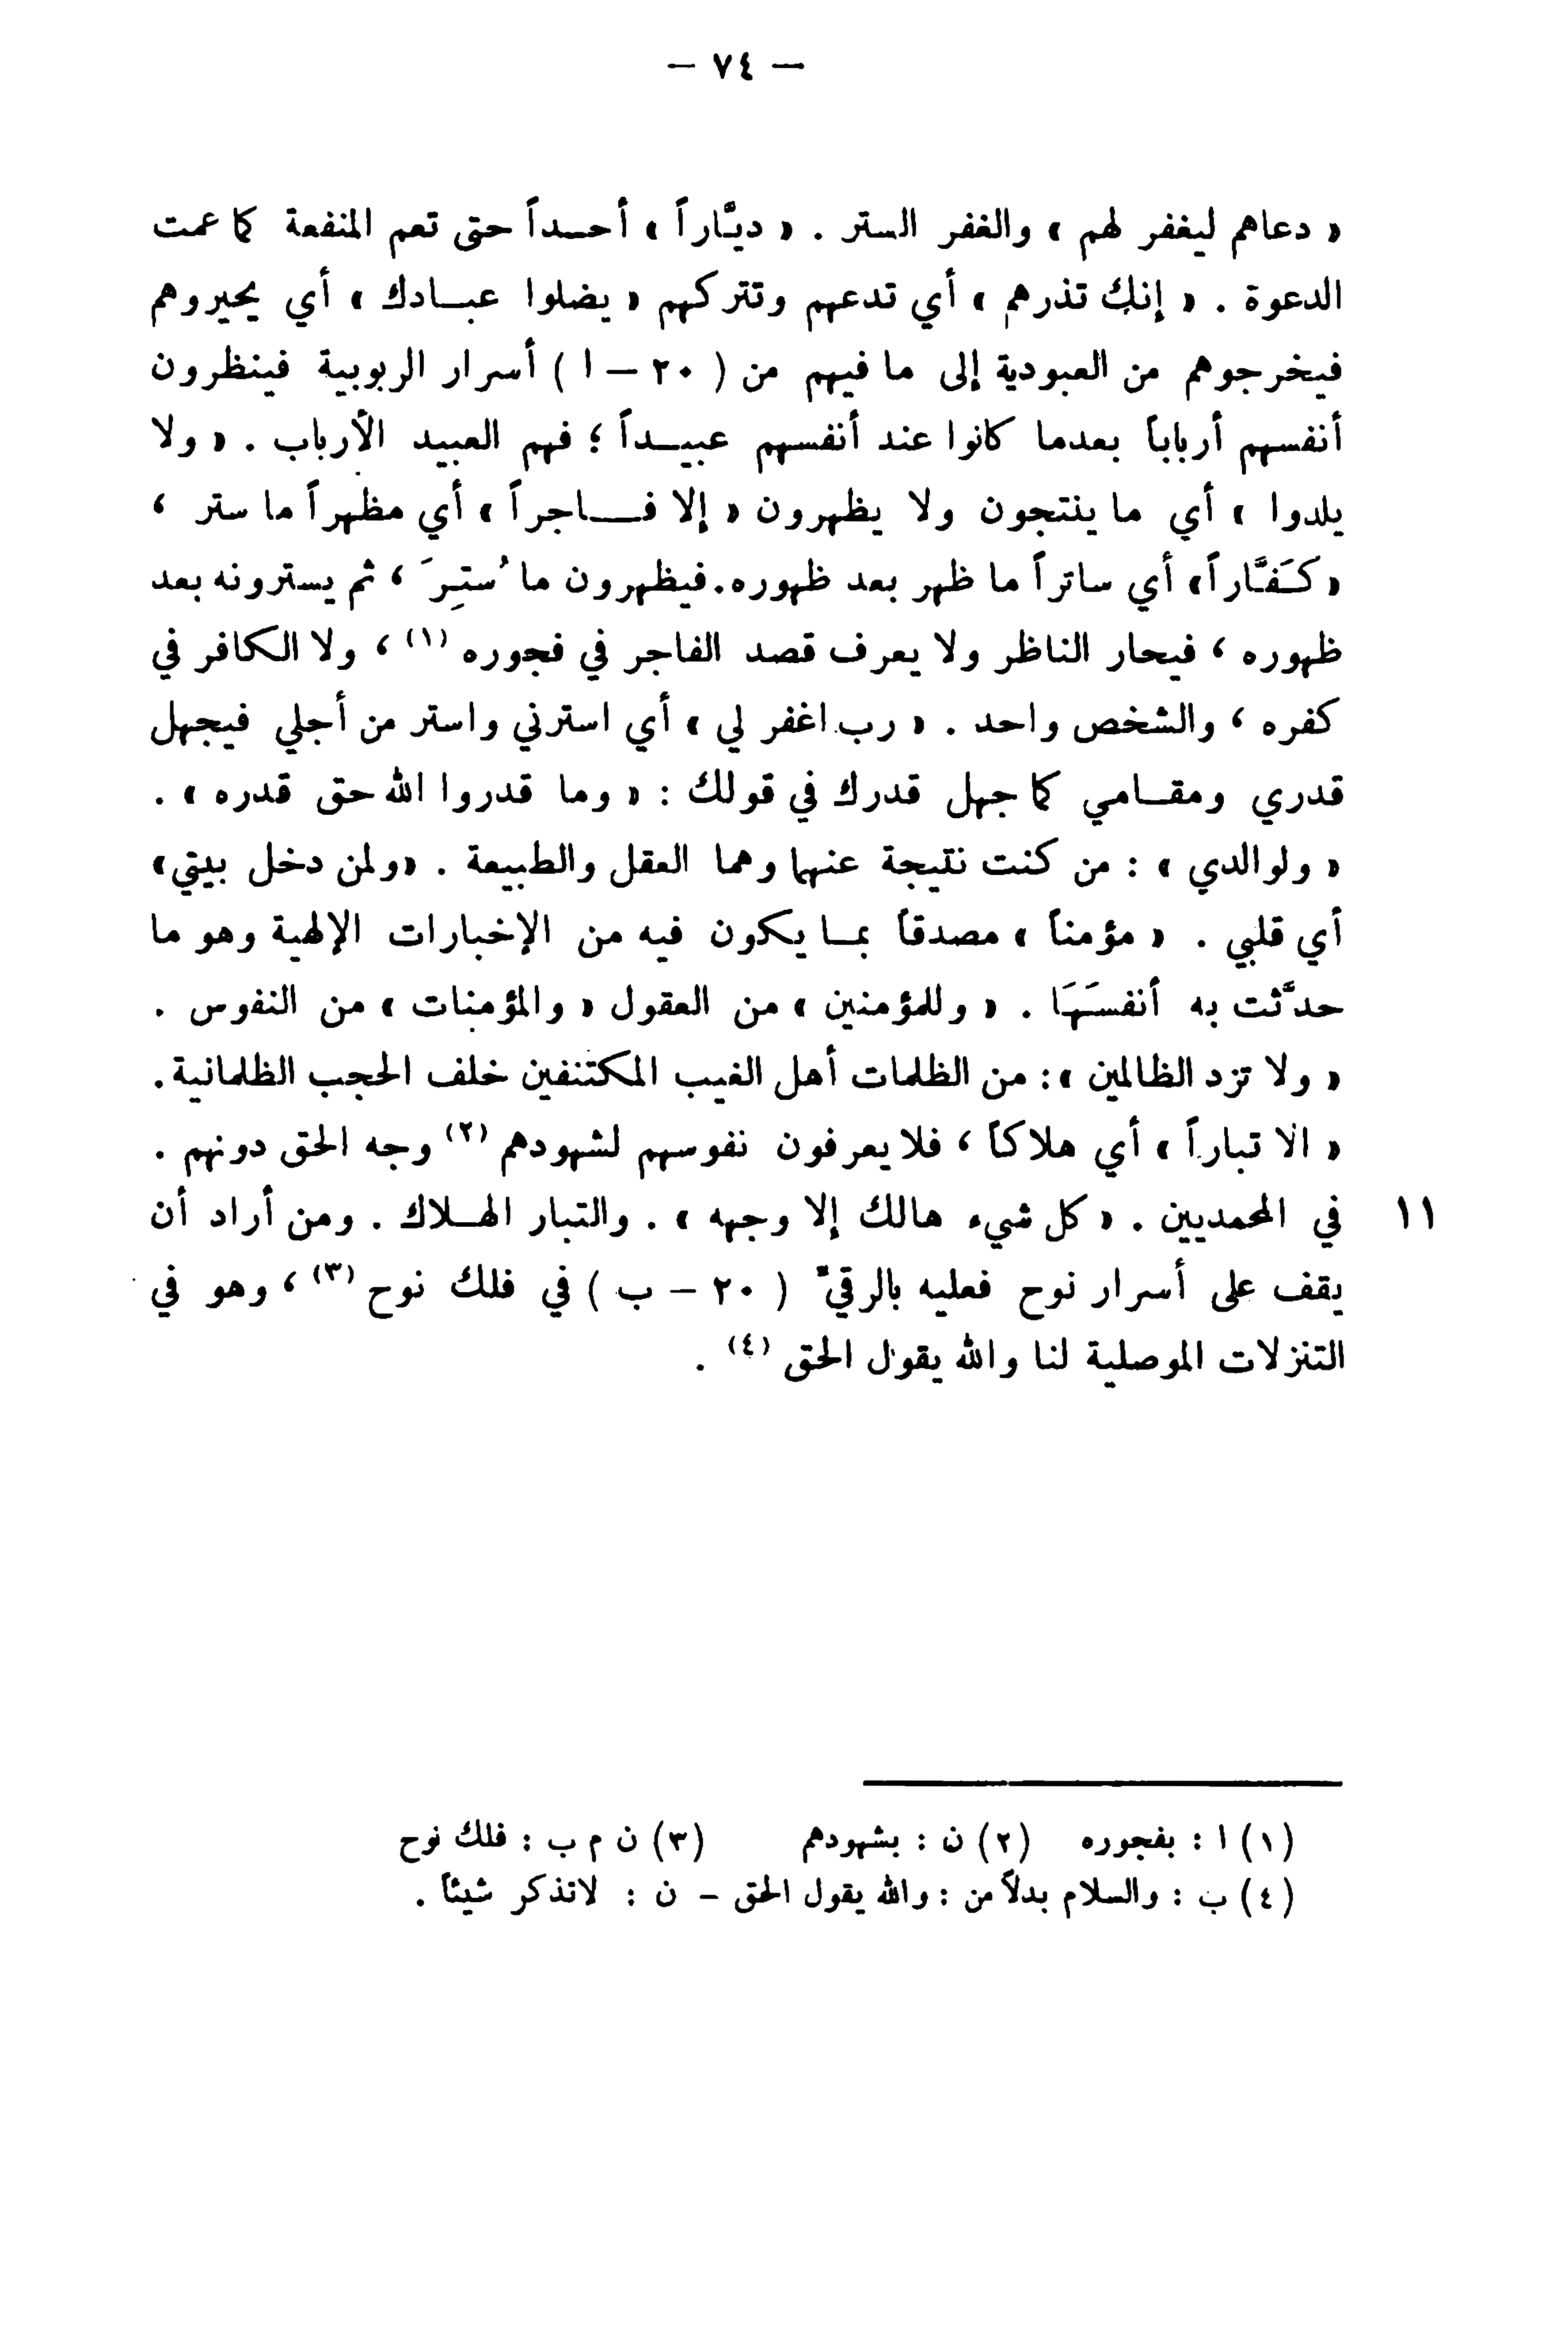 — ٧٤ —
« دعاهم ليغفر لهم » والغفر الستر . « ديَّاراً » أحـداً حتى تعم المنفعة كما عمت
الدعوة . « إنك تذرهم » أي تدعهم وتتركهم « يضلوا عبـادك » أي يحيروهم
فيخرجوهم من العبودية إلى ما فيهم من ( ٢٠ — ا ) أسرار الربوبية فينظرون
أنفسهم أرباباً بعدما كانوا عند أنفسهم عبيـداً ؛ فهم العبيد الأرباب . « ولا
يلدوا » أي ما ينتجون ولا يظهرون « إلا فـــاجراً » أي مظهراً ما ستر ،
« كَفَّاراً» أي ساتراً ما ظهر بعد ظهوره.فيظهرون ما سُتِرَ ، ثم يسترونه بعد
ظهوره ، فيحار الناظر ولا يعرف قصد الفاجر في فجوره (١) ، ولا الكافر في
كفره ، والشخص واحد . « رب اغفر لي » أي استرني واستر من أجلي فيجهل
قدري ومقـامي كما جهل قدرك في قولك : « وما قدروا الله حق قدره » .
« ولوالدي » : من كنت نتيجة عنهما وهما العقل والطبيعة . «ولمن دخل بيتي»
أي قلبي . « مؤمناً » مصدقاً بمـا يكون فيه من الإخبارات الإلهية وهو ما
حدَّثت به أنفسَهَا . « وللمؤمنين » من العقول « والمؤمنات » من النفوس .
« ولا تزد الظالمين »: من الظلمات أهل الغيب المكتنفين خلف الحجب الظلمانية.
« الا تباراً » أي هلاكاً ، فلا يعرفون نفوسهم لشهودهم (٢) وجه الحق دونهم .
١١ في المحمديين . « كل شيء هالك إلا وجهه » . والتبار الهـلاك . ومن أراد أن
يقف على أسرار نوح فعليه بالرقيّ ( ٢٠ — ب ) في فلك نوح (٣) ، وهو في
التنزلات الموصلية لنا والله يقول الحق (٤) .
(١) ا : بفجوره (٢) ن : بشهودهم (٣) ن م ب : فلك نوح
(٤) ب : والسلام بدلاً من : والله يقول الحق – ن : لا تذكر شيئاً .